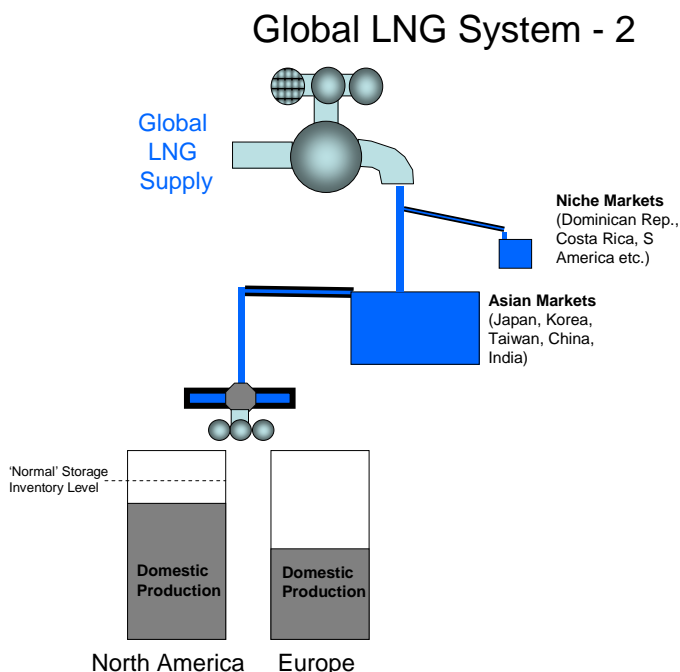 Global LNG System - 2
Global
LNG
Supply
Niche Markets
(Dominican Rep.,
Costa Rica, S
America etc.)
Asian Markets
(Japan, Korea,
Taiwan, China,
India)
‘Normal’ Storage
Inventory Level
Domestic
Production
Domestic
Production
North America
Europe